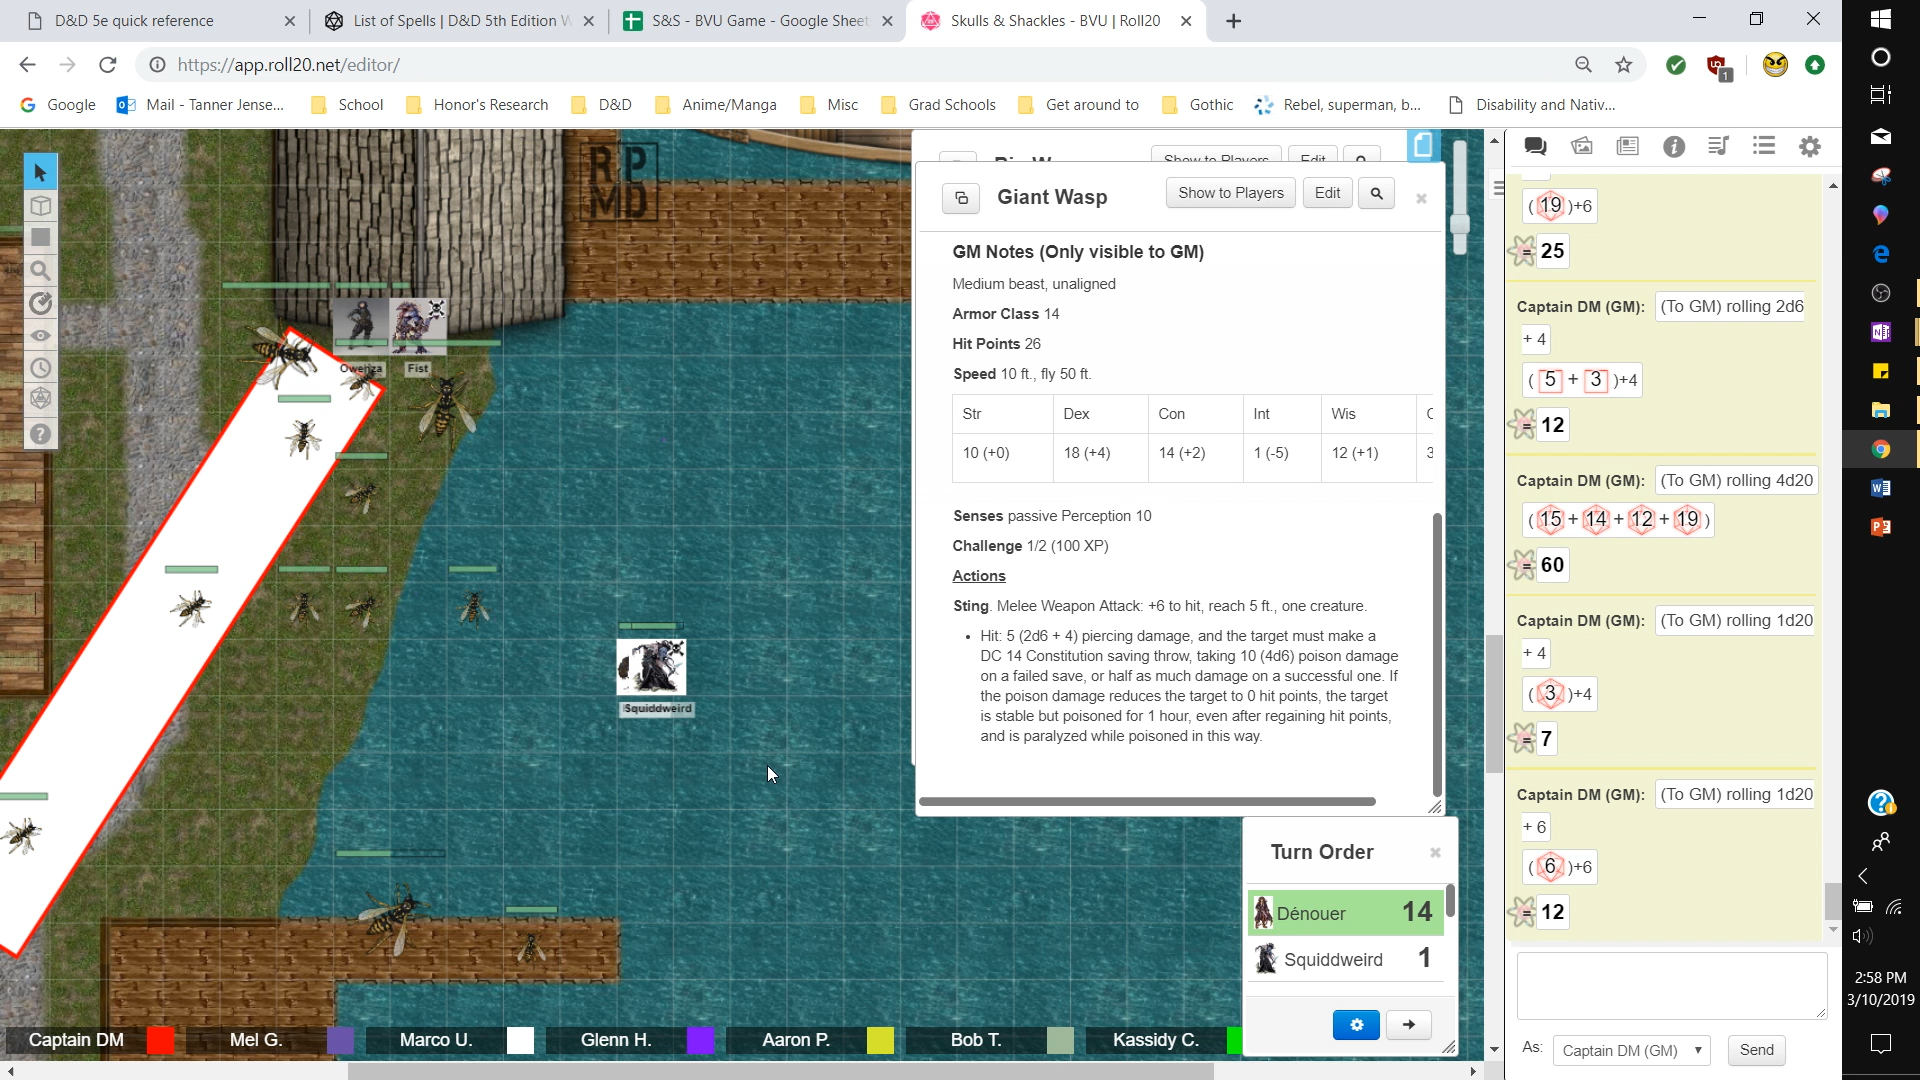 D&D 5e quick reference
List of Spells | D&D 5th Edition
S&S - BVU Game - Google Sheet
Skulls & Shackles - BVU | Roll20
https://app.roll20.net/editor/
1
Google
Mail - Tanner Jense...
School
Honor's Research
D&D
Anime/Manga
Misc
Grad Schools
Get around to
Gothic
Rebel, superman, b...
Disability and Nativ...
RP
MD
Show to Players
Edit
Giant Wasp
Show to Players
Edit
GM Notes (Only visible to GM)
Medium beast, unaligned
Armor Class 14
Hit Points 26
Speed 10 ft., fly 50 ft.
Str Dex Con Int Wis C
10 (+0) 18 (+4) 14 (+2) 1 (-5) 12 (+1) 3
Senses passive Perception 10
Challenge 1/2 (100 XP)
Actions
Sting. Melee Weapon Attack: +6 to hit, reach 5 ft., one creature.
• Hit: 5 (2d6 + 4) piercing damage, and the target must make a
DC 14 Constitution saving throw, taking 10 (4d6) poison damage
on a failed save, or half as much damage on a successful one. If
the poison damage reduces the target to 0 hit points, the target
is stable but poisoned for 1 hour, even after regaining hit points,
and is paralyzed while poisoned in this way.
Owenza
Fist
Squiddweird
Turn Order
Dénouer 14
Squiddweird 1
Captain DM
Mel G.
Marco U.
Glenn H.
Aaron P.
Bob T.
Kassidy C.
(19)+6
= 25
Captain DM (GM): (To GM) rolling 2d6
+ 4
(5 + 3)+4
= 12
Captain DM (GM): (To GM) rolling 4d20
(15 + 14 + 12 + 19)
= 60
Captain DM (GM): (To GM) rolling 1d20
+ 4
(3)+4
= 7
Captain DM (GM): (To GM) rolling 1d20
+ 6
(6)+6
= 12
As: Captain DM (GM)
Send
2:58 PM
3/10/2019